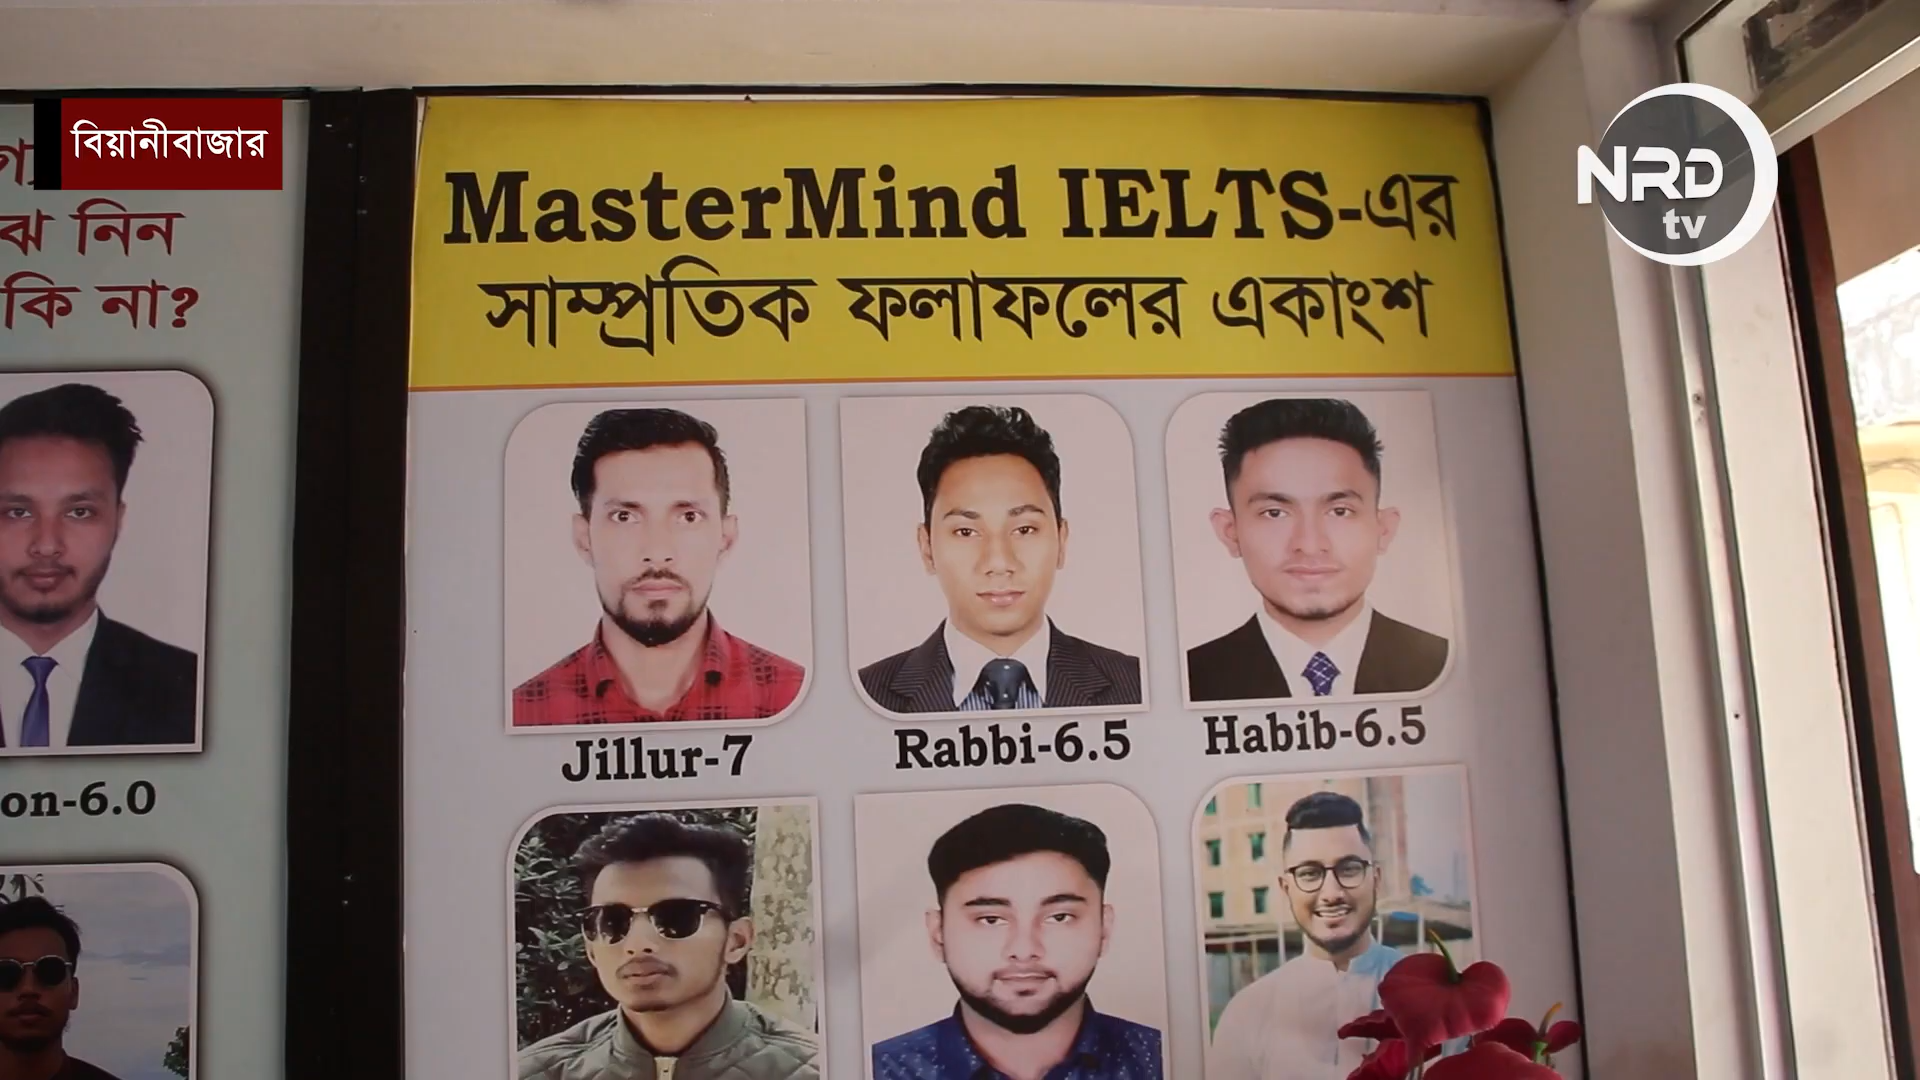 বিয়ানীবাজার
NRD
tv
ঝ নিন
কি না?
on-6.0
MasterMind IELTS-এর
সাম্প্রতিক ফলাফলের একাংশ
Jillur-7
Rabbi-6.5
Habib-6.5